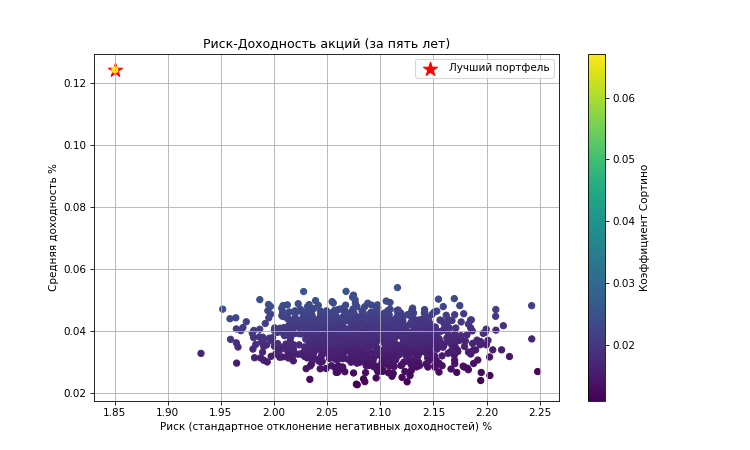 Риск-Доходность акций (за пять лет)
Лучший портфель
0.12
0.10
0.08
0.06
0.04
0.02
Средняя доходность %
1.85 1.90 1.95 2.00 2.05 2.10 2.15 2.20 2.25
Риск (стандартное отклонение негативных доходностей) %
0.06
0.05
0.04
0.03
0.02
Коэффициент Сортино